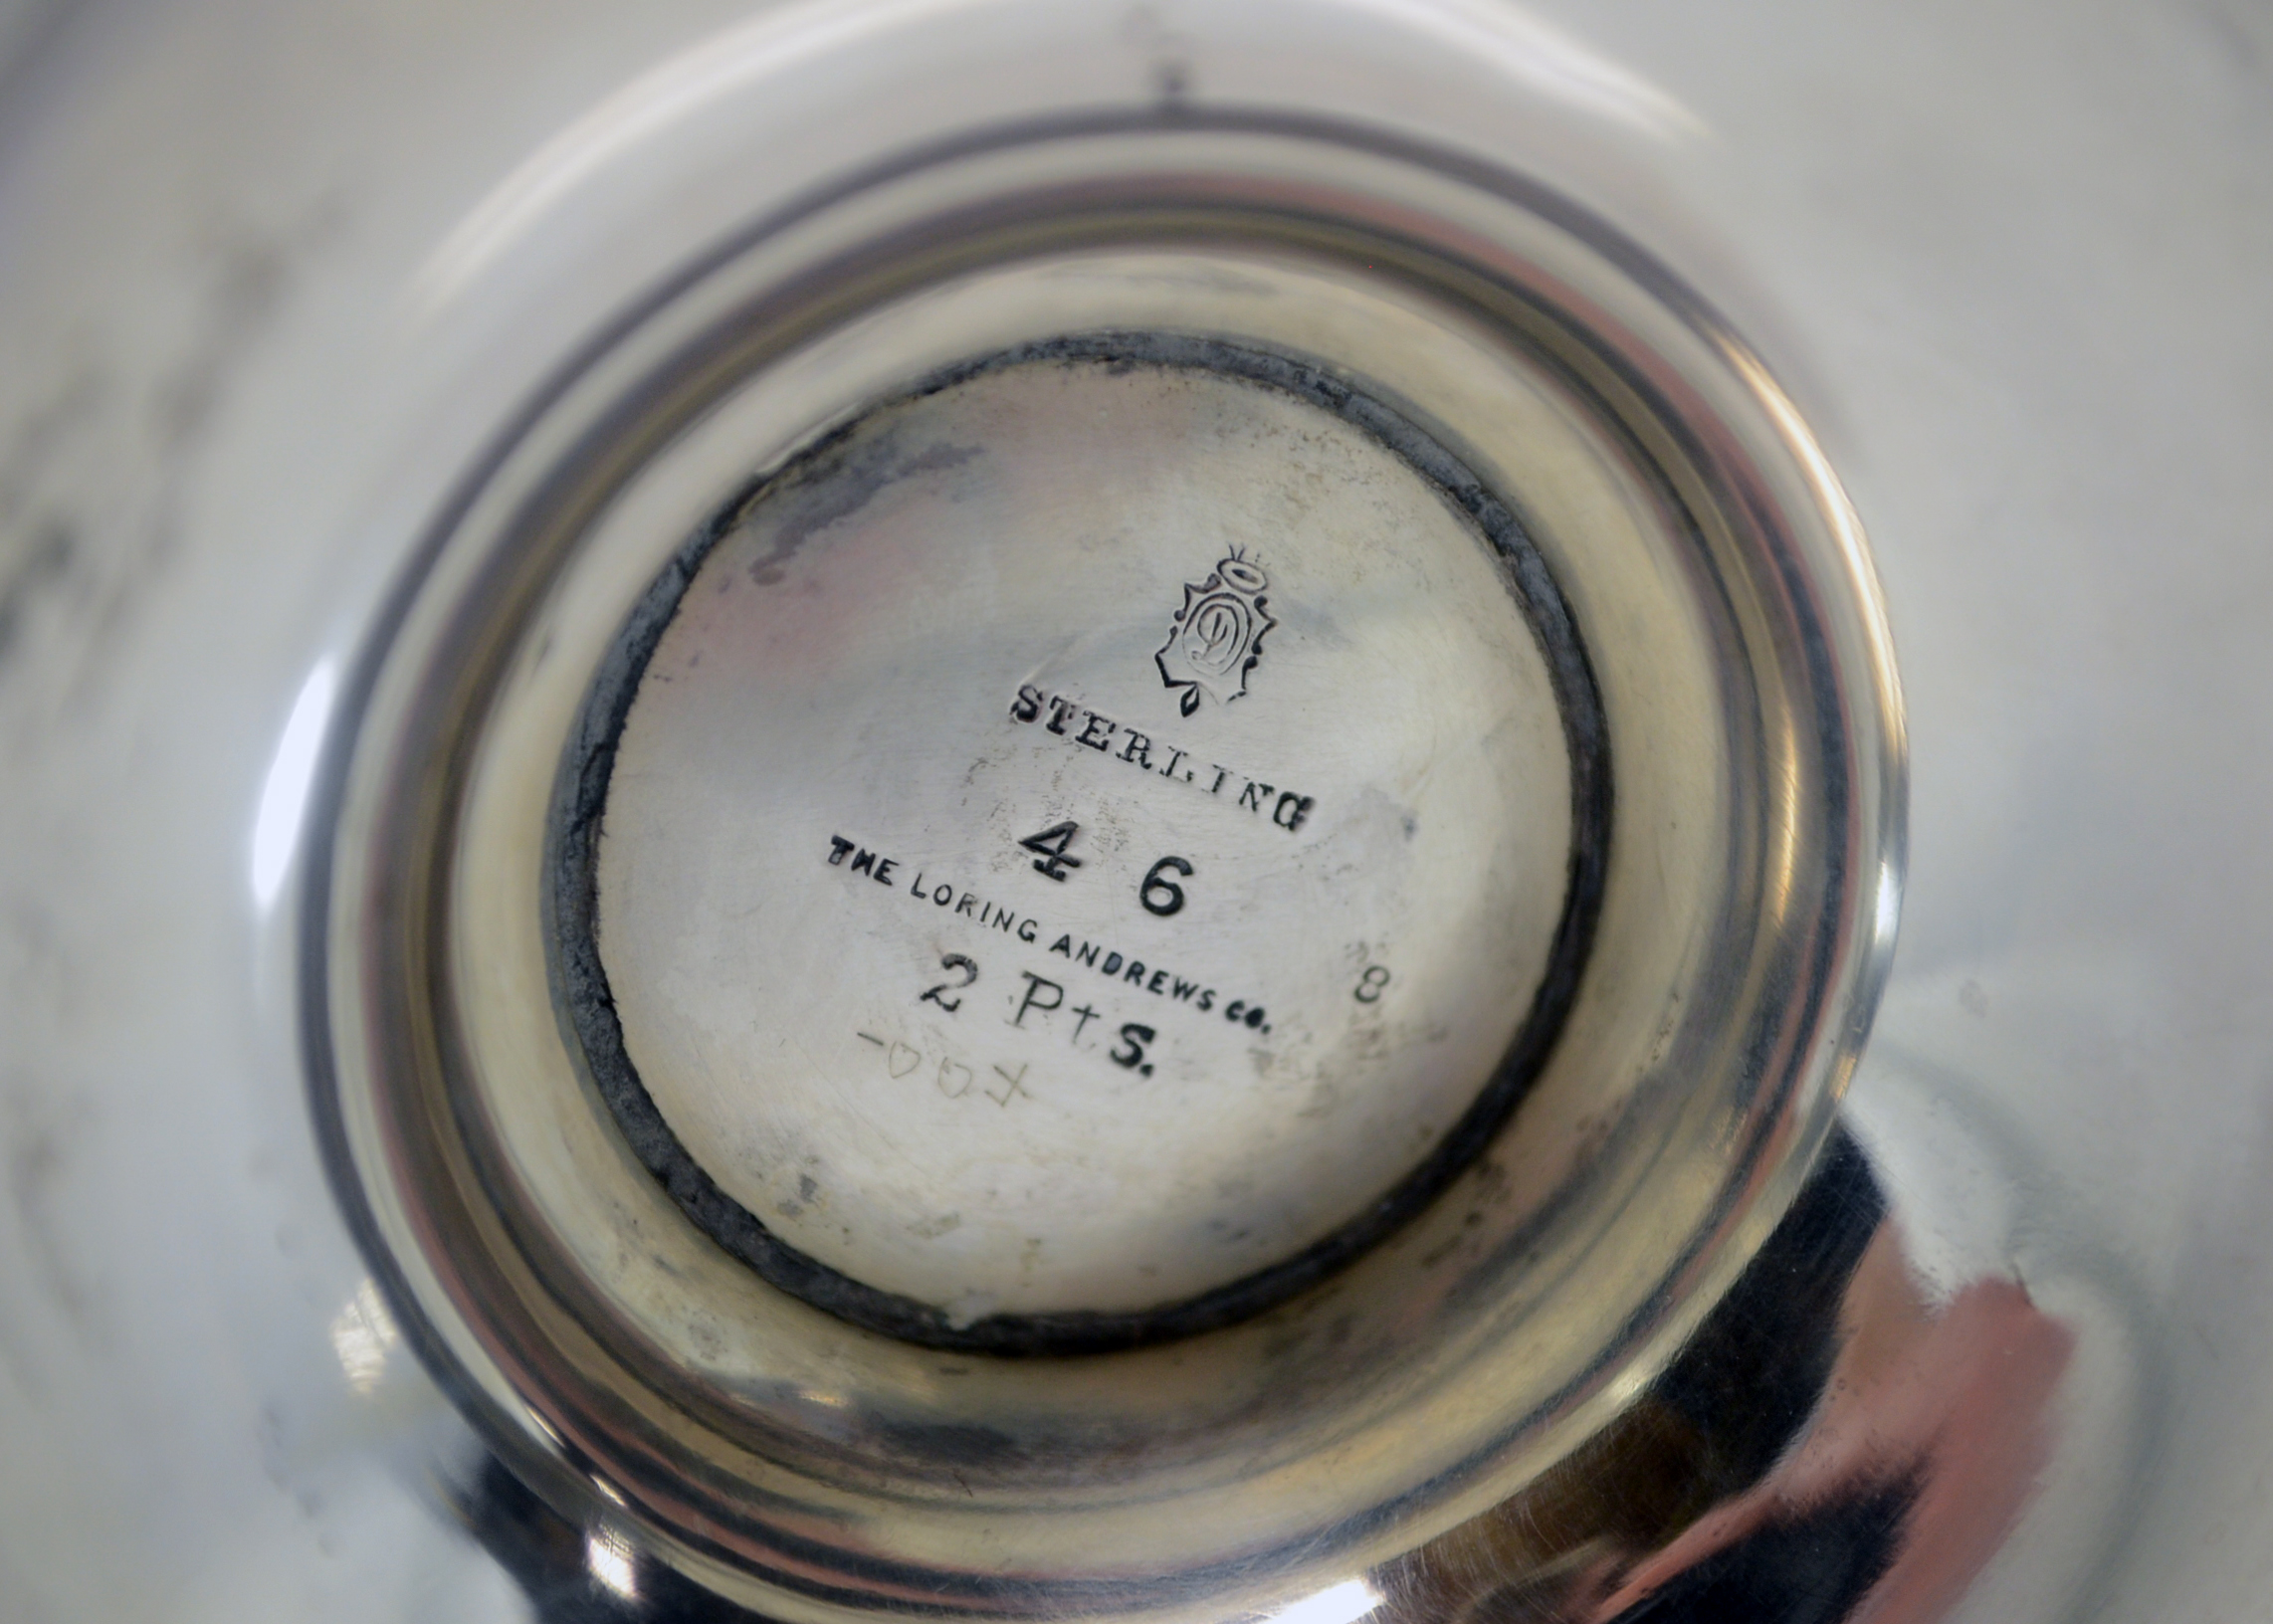 D
STERLING
4 6
THE LORING ANDREWS CO.
8
2 Pts.